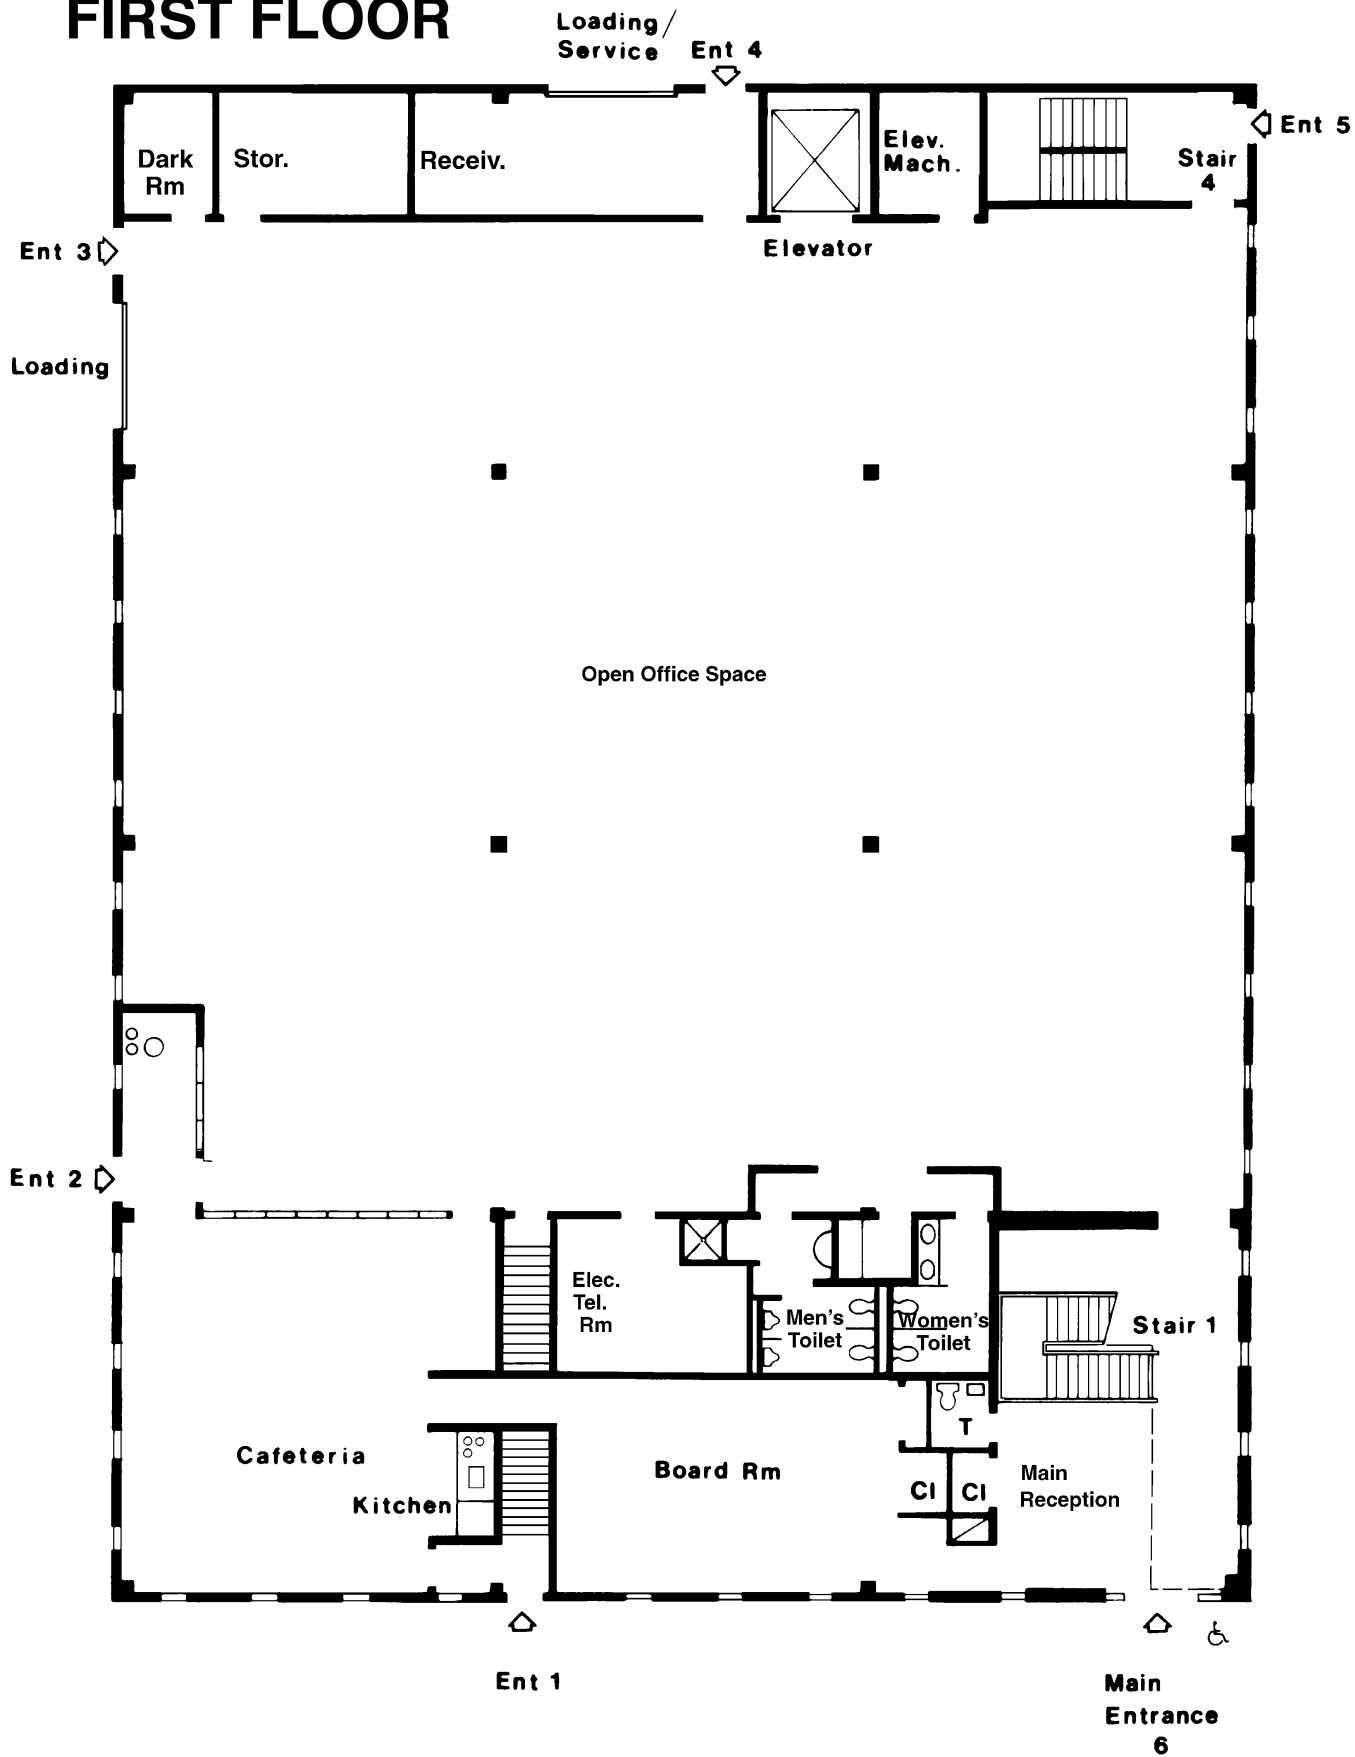 FIRST FLOOR
Loading/
Service
Ent 4
Ent 5
Dark
Rm
Stor.
Receiv.
Elev.
Mach.
Stair
4
Ent 3
Elevator
Loading
Open Office Space
Ent 2
Elec.
Tel.
Rm
Men's
Toilet
Women's
Toilet
Stair 1
T
Cafeteria
Kitchen
Board Rm
Cl
Cl
Main
Reception
Ent 1
Main
Entrance
6